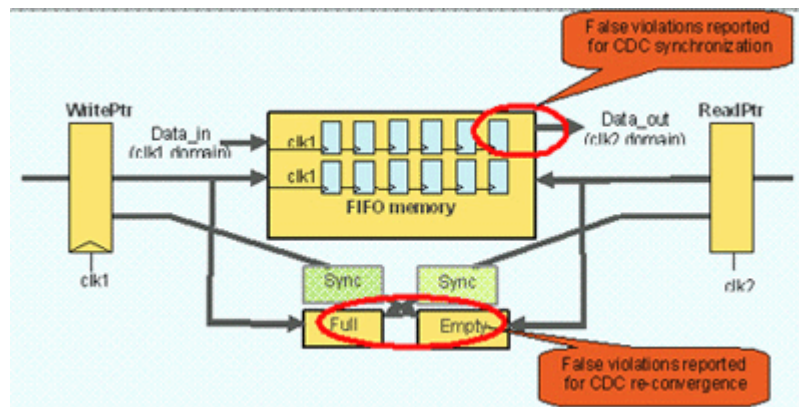 False violations reported
for CDC synchronization
WritePtr
ReadPtr
Data_in
(clk1 domain)
clk1
Data_out
(clk2 domain)
clk1
FIFO memory
clk1
Sync
Sync
clk2
Full
Empty
False violations reported
for CDC re-convergence